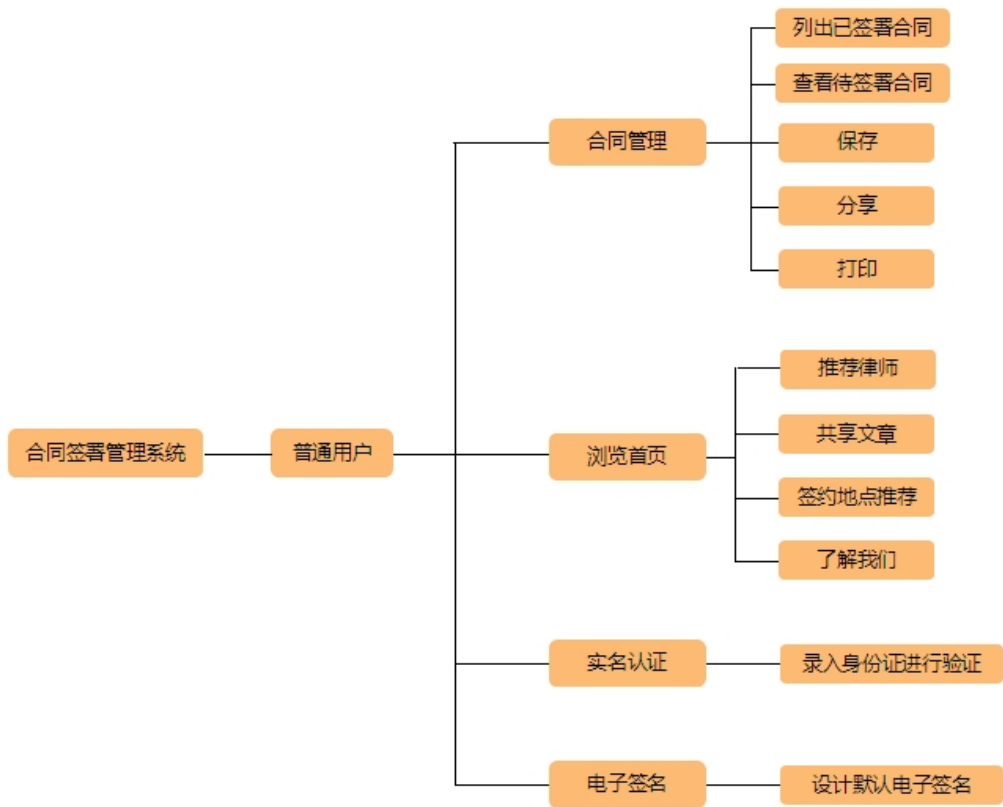 列出已签署合同
查看待签署合同
合同管理
保存
分享
打印
推荐律师
共享文章
合同签署管理系统
普通用户
浏览首页
签约地点推荐
了解我们
实名认证
录入身份证进行验证
电子签名
设计默认电子签名